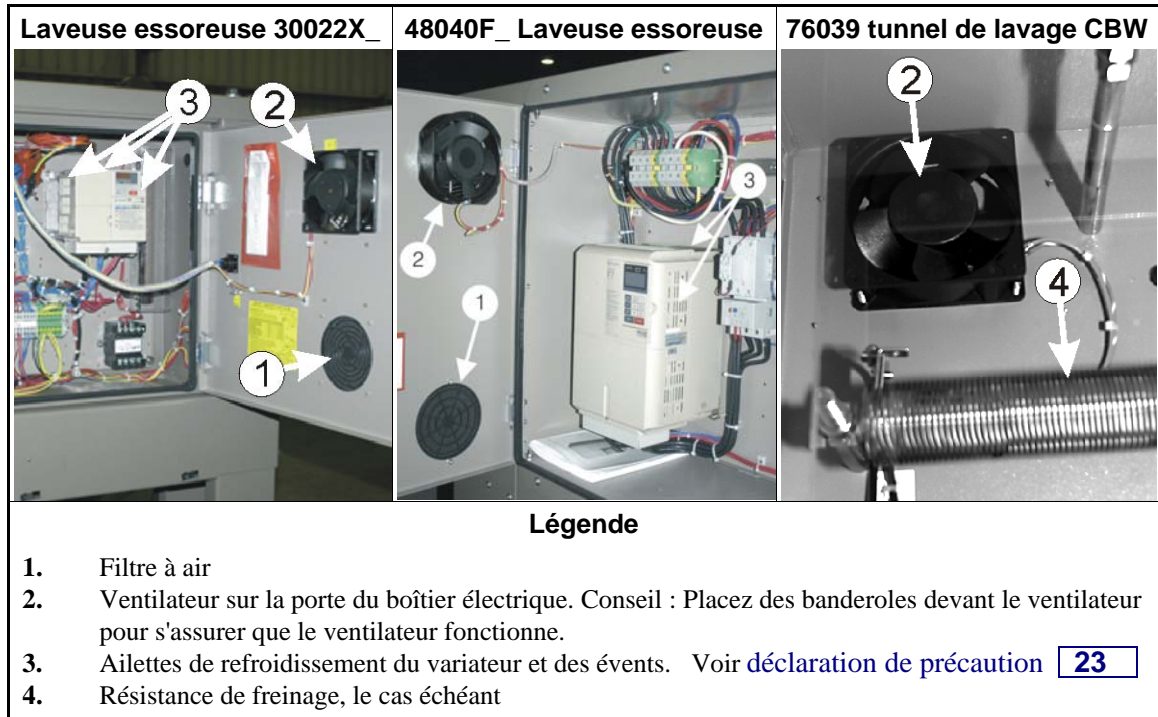 Laveuse essoreuse 30022X_
48040F_ Laveuse essoreuse
76039 tunnel de lavage CBW
3
2
1
2
3
1
2
4
Légende
1. Filtre à air
2. Ventilateur sur la porte du boîtier électrique. Conseil : Placez des banderoles devant le ventilateur
pour s'assurer que le ventilateur fonctionne.
3. Ailettes de refroidissement du variateur et des évents. Voir déclaration de précaution 23
4. Résistance de freinage, le cas échéant